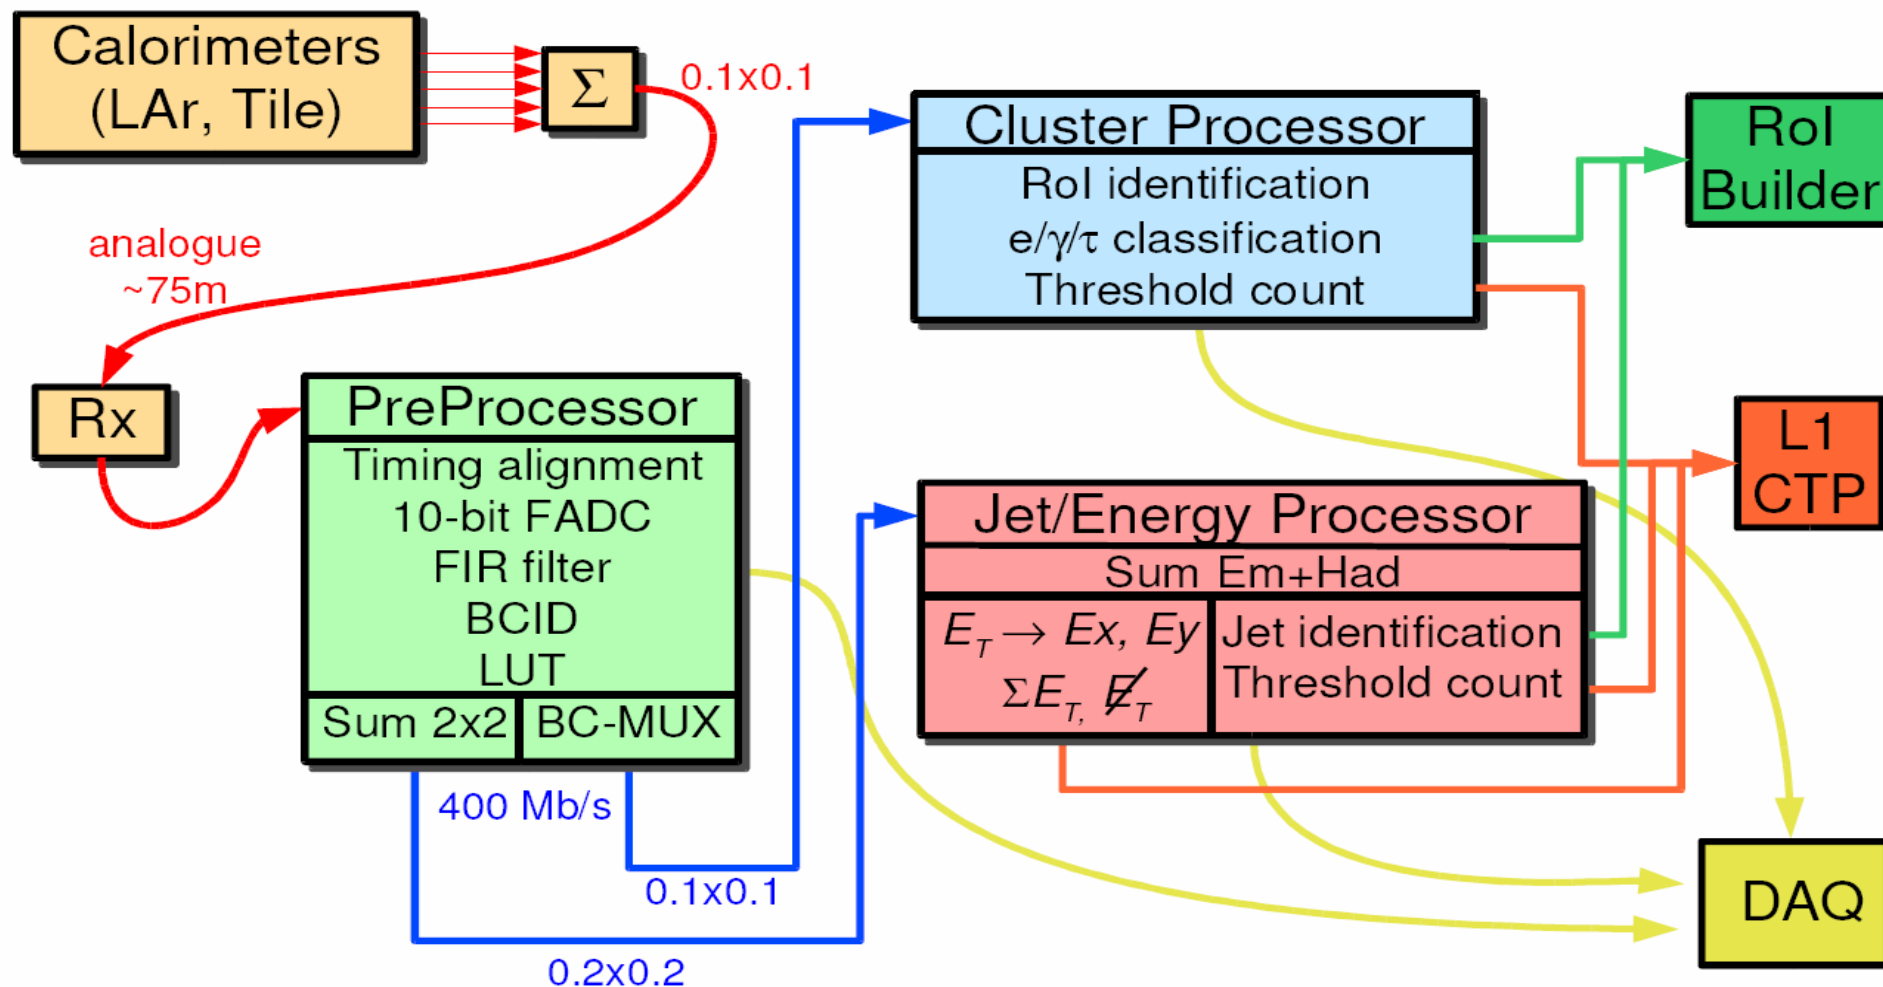 Calorimeters
(LAr, Tile)
Σ
0.1x0.1
analogue
~75m
Rx
PreProcessor
Timing alignment
10-bit FADC
FIR filter
BCID
LUT
Sum 2x2
BC-MUX
400 Mb/s
0.1x0.1
0.2x0.2
Cluster Processor
RoI identification
e/γ/τ classification
Threshold count
Jet/Energy Processor
Sum Em+Had
E_T → Ex, Ey
ΣE_T, E̸_T
Jet identification
Threshold count
RoI
Builder
L1
CTP
DAQ